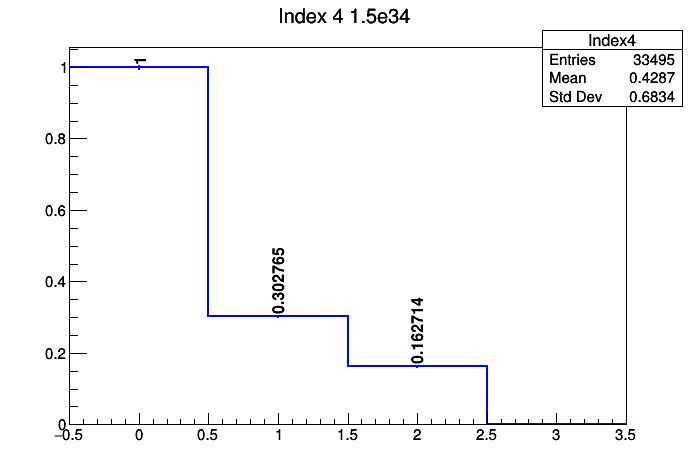 Index 4 1.5e34
Index4
Entries 33495
Mean 0.4287
Std Dev 0.6834
1
0.8
0.6
0.4
0.2
0
1
0.302765
0.162714
−0.5 0 0.5 1 1.5 2 2.5 3 3.5